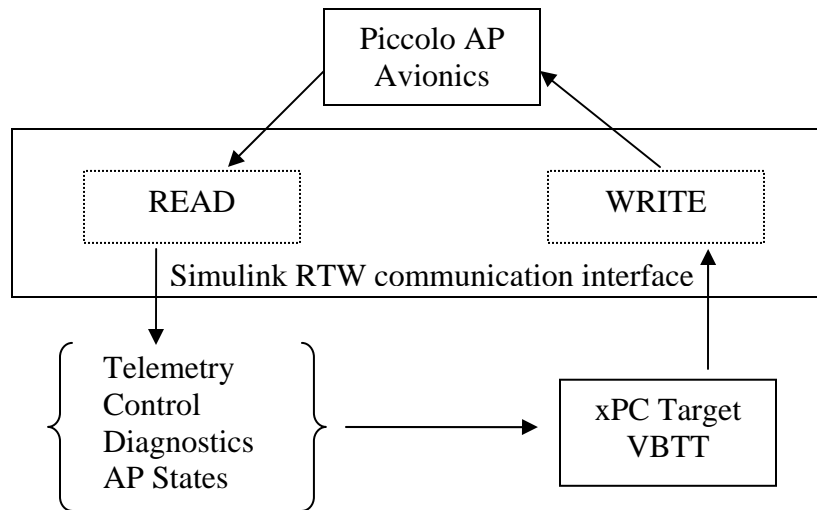 Piccolo AP
Avionics
READ
WRITE
Simulink RTW communication interface
Telemetry
Control
Diagnostics
AP States
xPC Target
VBTT